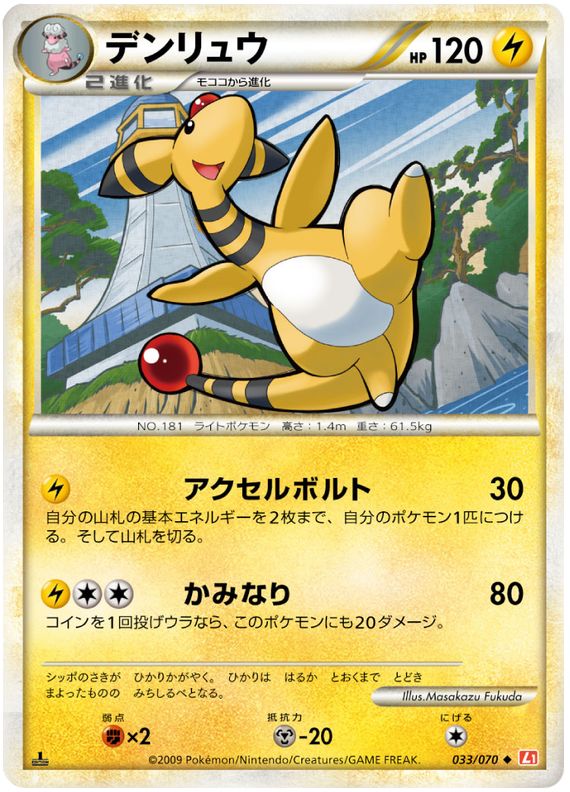 デンリュウ HP 120
2進化 モココから進化
NO.181 ライトポケモン 高さ:1.4m 重さ:61.5kg
アクセルボルト 30
自分の山札の基本エネルギーを2枚まで、自分のポケモン1匹につけ
る。そして山札を切る。
かみなり 80
コインを1回投げウラなら、このポケモンにも20ダメージ。
シッポのさきが ひかりかがやく。ひかりは はるか とおくまで とどき
まよったものの みちしるべとなる。
Illus.Masakazu Fukuda
弱点 抵抗力 にげる
×2 -20
1 EDITION ©2009 Pokémon/Nintendo/Creatures/GAME FREAK. 033/070 ◆ L1